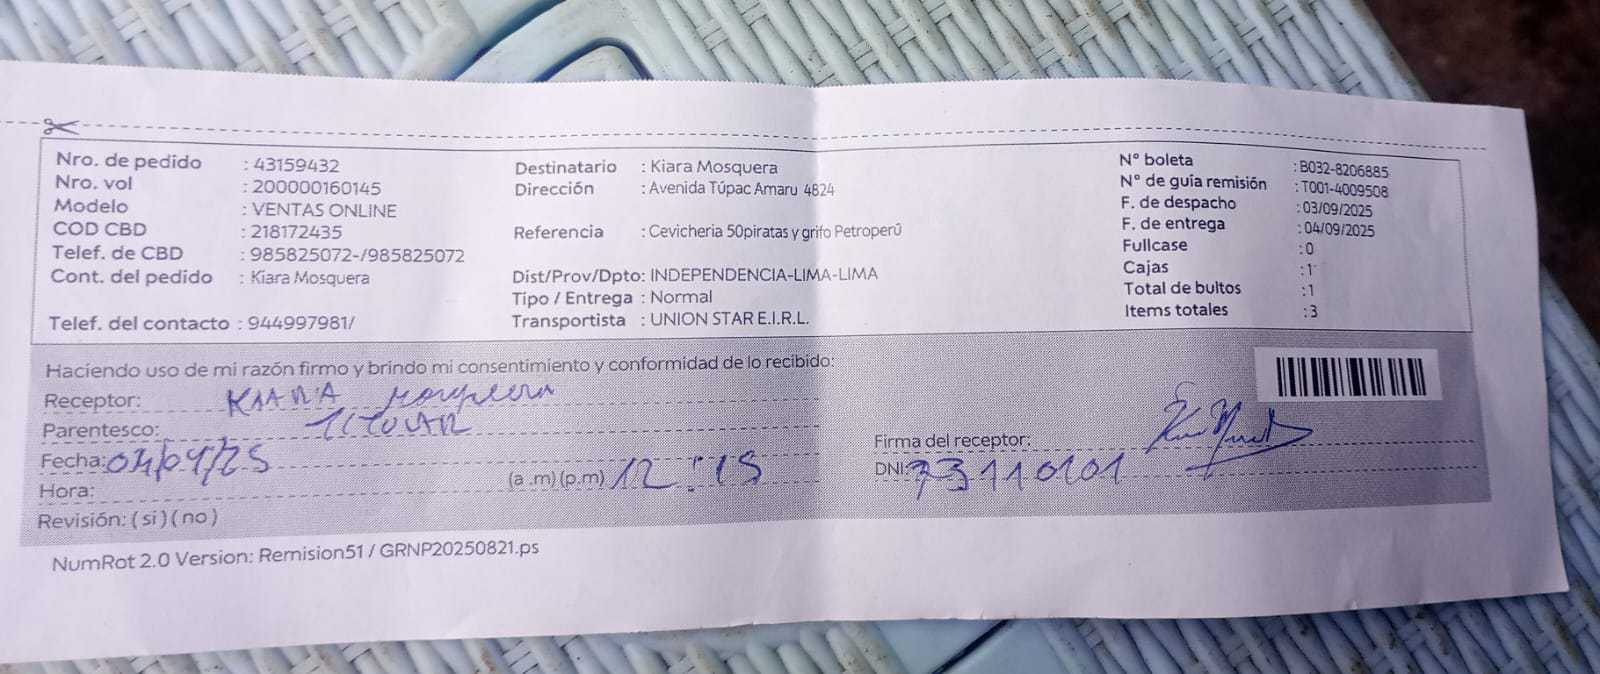 Nro. de pedido : 43159432
Nro. vol : 200000160145
Modelo : VENTAS ONLINE
COD CBD : 218172435
Telef. de CBD : 985825072-/985825072
Cont. del pedido : Kiara Mosquera
Telef. del contacto : 944997981/
Destinatario : Kiara Mosquera
Dirección : Avenida Túpac Amaru 4824
Referencia : Cevicheria 50piratas y grifo Petroperú
Dist/Prov/Dpto: INDEPENDENCIA-LIMA-LIMA
Tipo / Entrega : Normal
Transportista : UNION STAR E.I.R.L.
N° boleta : B032-8206885
N° de guía remisión : T001-4009508
F. de despacho : 03/09/2025
F. de entrega : 04/09/2025
Fullcase : 0
Cajas : 1
Total de bultos : 1
Items totales : 3
Haciendo uso de mi razón firmo y brindo mi consentimiento y conformidad de lo recibido:
Receptor: KIARA Mosquera
Parentesco: TITULAR
Fecha: 04/09/25
Hora: (a .m) (p.m) 12:15
Revisión: ( si ) ( no )
Firma del receptor:
DNI: 73110101
NumRot 2.0 Version: Remision51 / GRNP20250821.ps